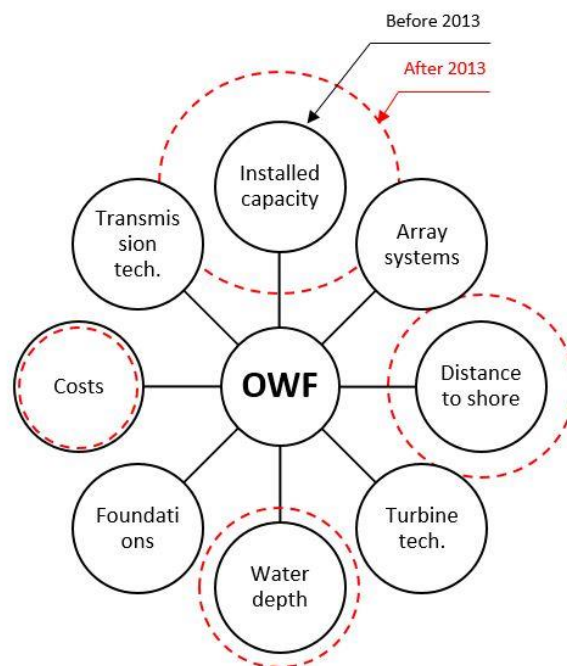 Before 2013
After 2013
Installed
capacity
Transmis
sion
tech.
Array
systems
Costs
OWF
Distance
to shore
Foundati
ons
Turbine
tech.
Water
depth